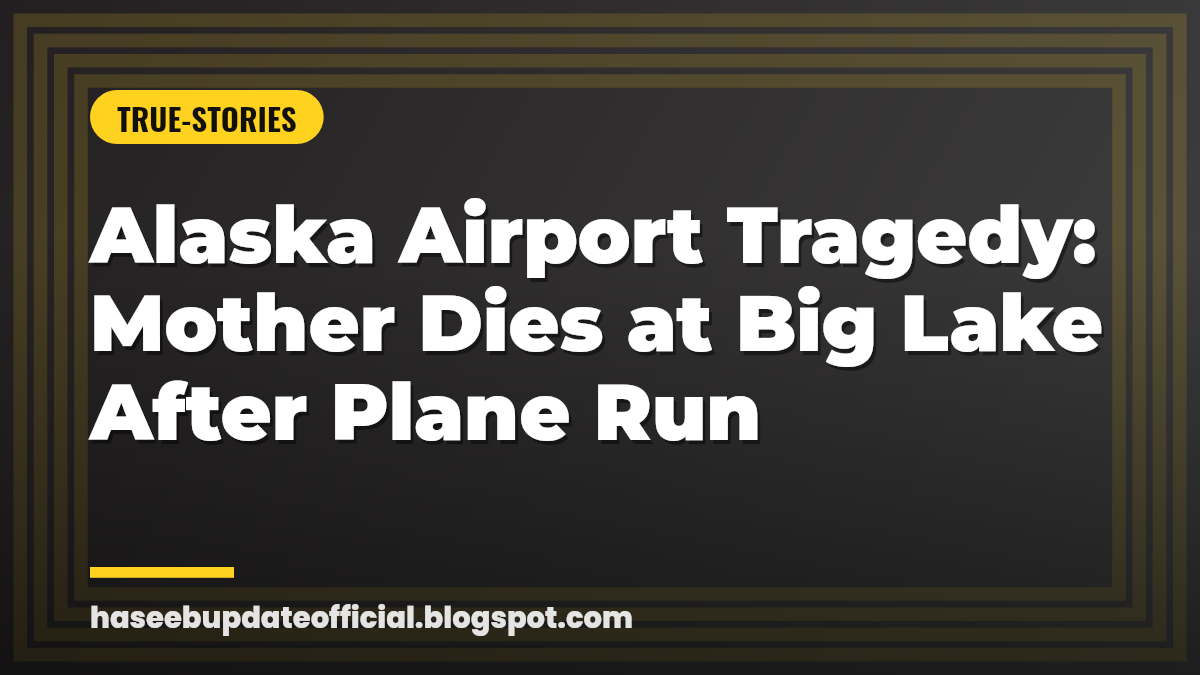 TRUE-STORIES
Alaska Airport Tragedy:
Mother Dies at Big Lake
After Plane Run
haseebupdateofficial.blogspot.com